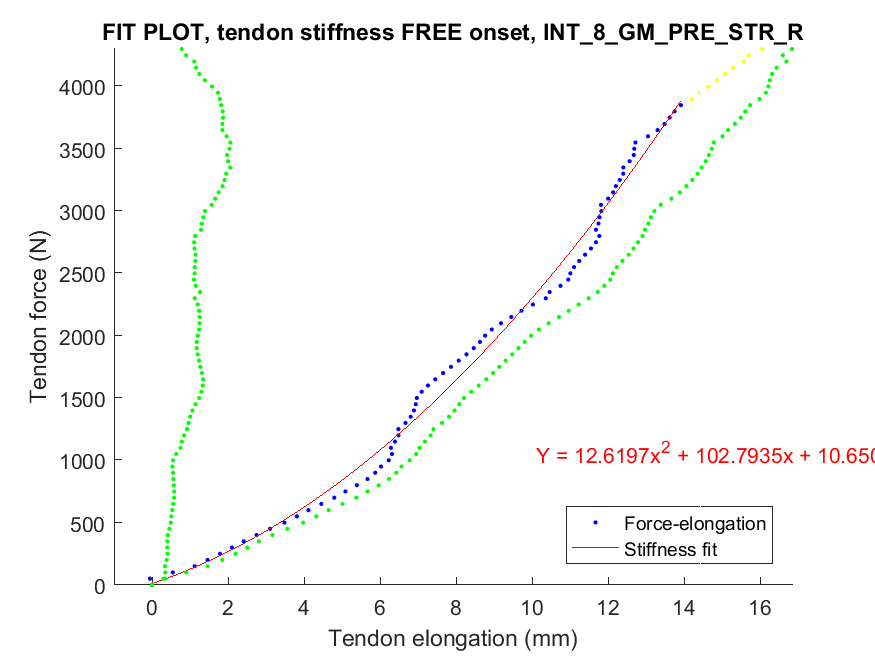 FIT PLOT, tendon stiffness FREE onset, INT_8_GM_PRE_STR_R
4000
3500
3000
2500
2000
1500
1000
500
0
Tendon force (N)
Y = 12.6197x² + 102.7935x + 10.650
Force-elongation
Stiffness fit
0 2 4 6 8 10 12 14 16
Tendon elongation (mm)